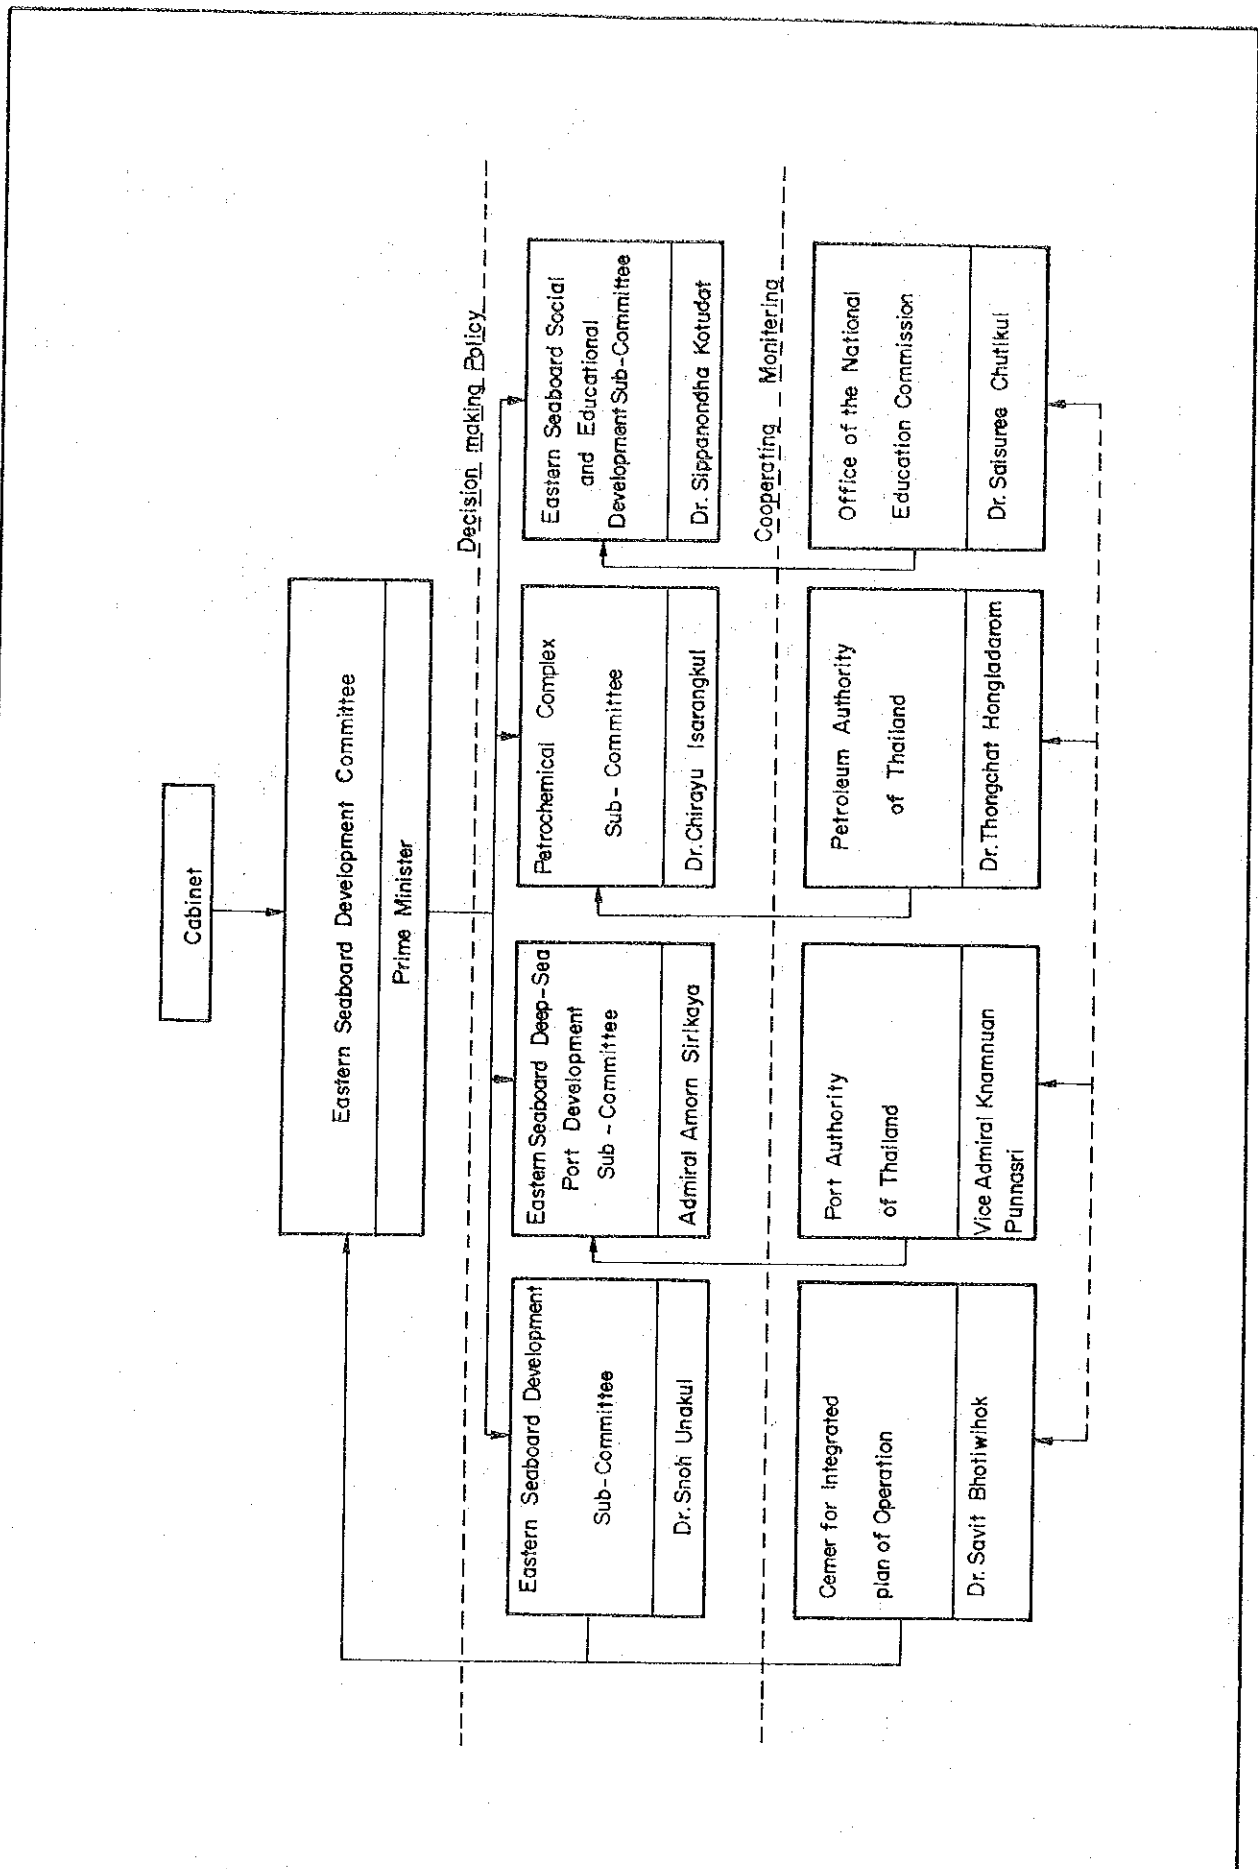 Cabinet
Eastern Seaboard Development Committee
Prime Minister
Decision making Policy
Eastern Seaboard Development
Sub-Committee
Dr. Snoh Unakul
Eastern Seaboard Deep-Sea
Port Development
Sub - Committee
Admiral Amorn Sirikaya
Petrochemical Complex
Sub - Committee
Dr. Chirayu Isarangkul
Eastern Seaboard Social
and Educational
Development Sub-Committee
Dr. Sippanondha Kotudat
Cooperating Monitering
Cemer for Integrated
plan of Operation
Dr. Savit Bhotiwihok
Port Authority
of Thailand
Vice Admiral Knamnuan
Punnasri
Petroleum Authority
of Thailand
Dr. Thongchat Hongladarom
Office of the National
Education Commission
Dr. Saisuree Chutikul